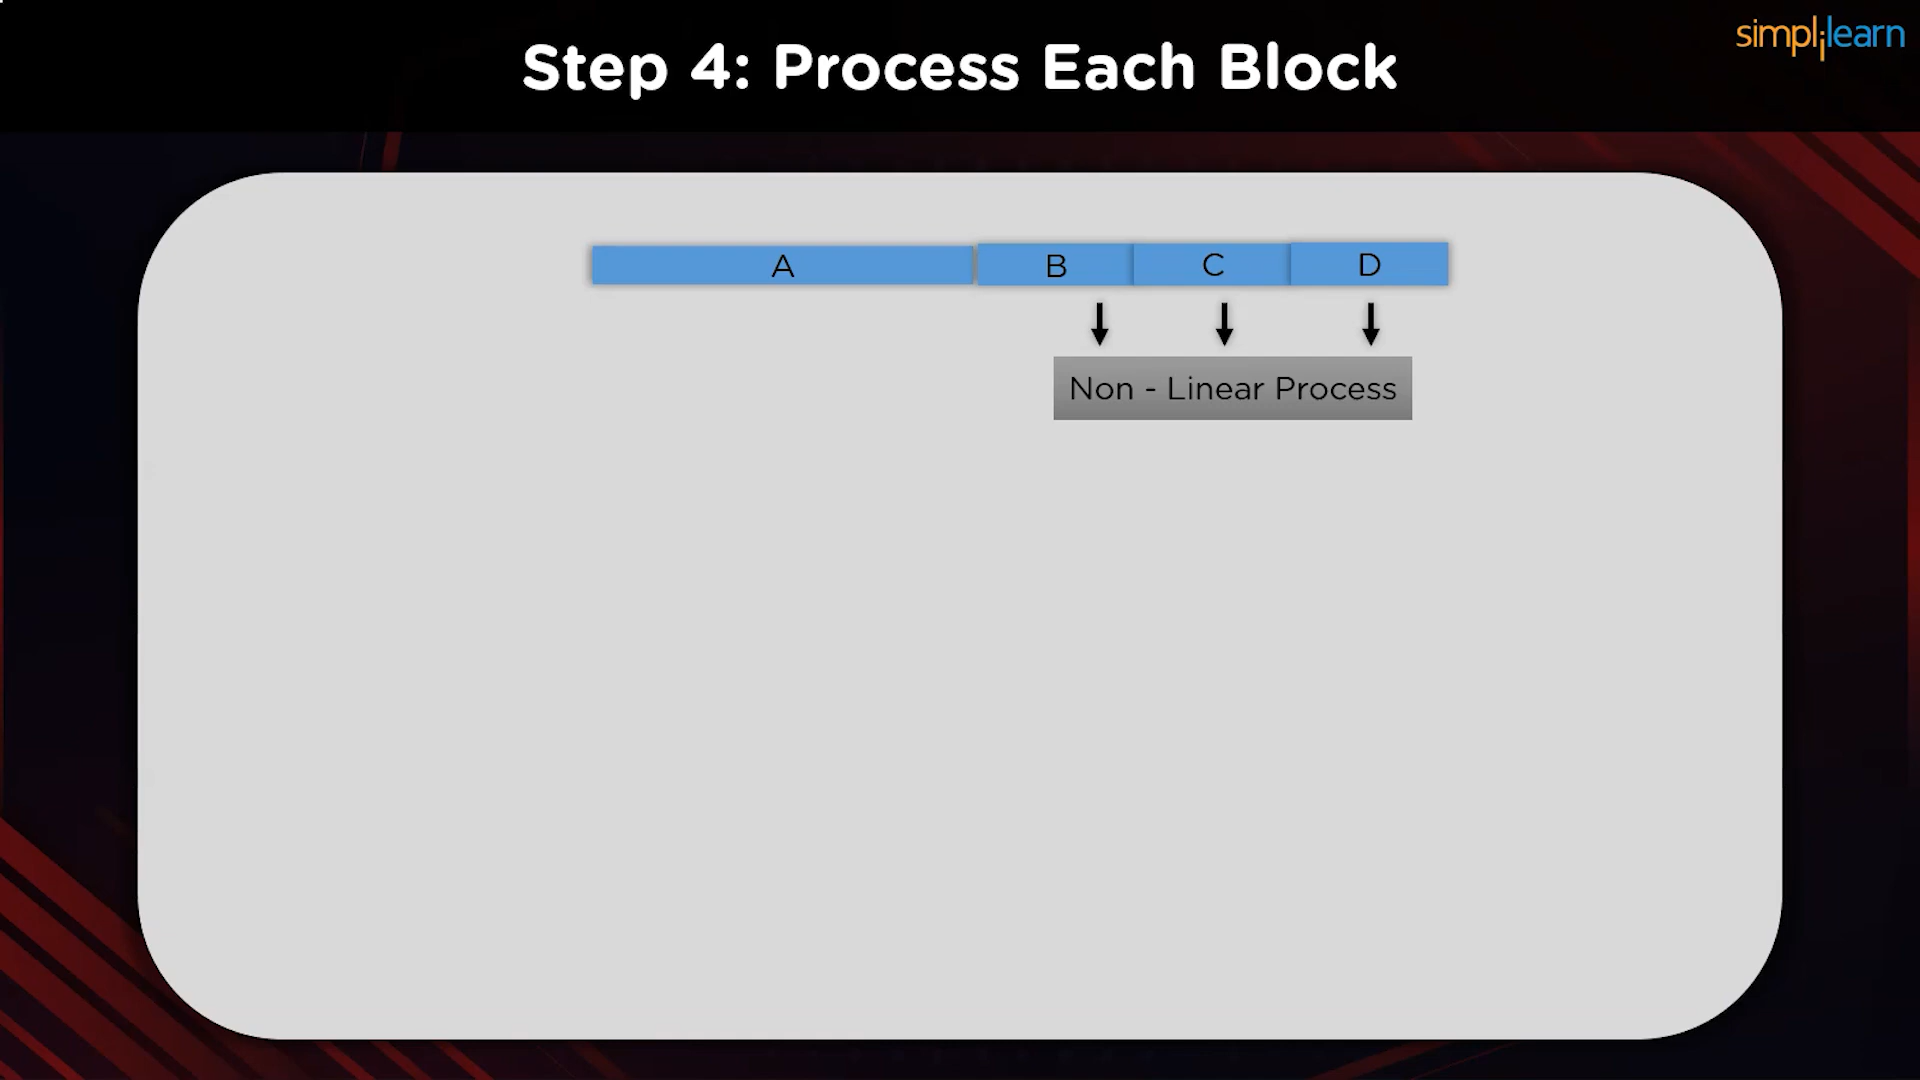 Step 4: Process Each Block
simplilearn
A B C D
Non - Linear Process